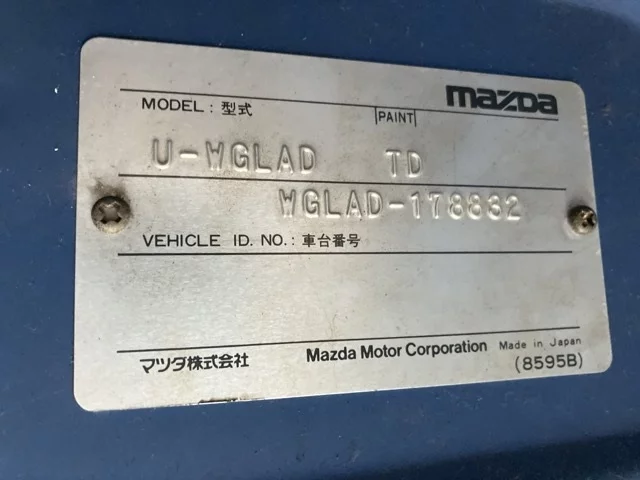 mazda
MODEL : 型式 PAINT
U-WGLAD TD
WGLAD-178832
VEHICLE ID. NO. : 車台番号
マツダ株式会社 Mazda Motor Corporation Made in Japan
(8595B)